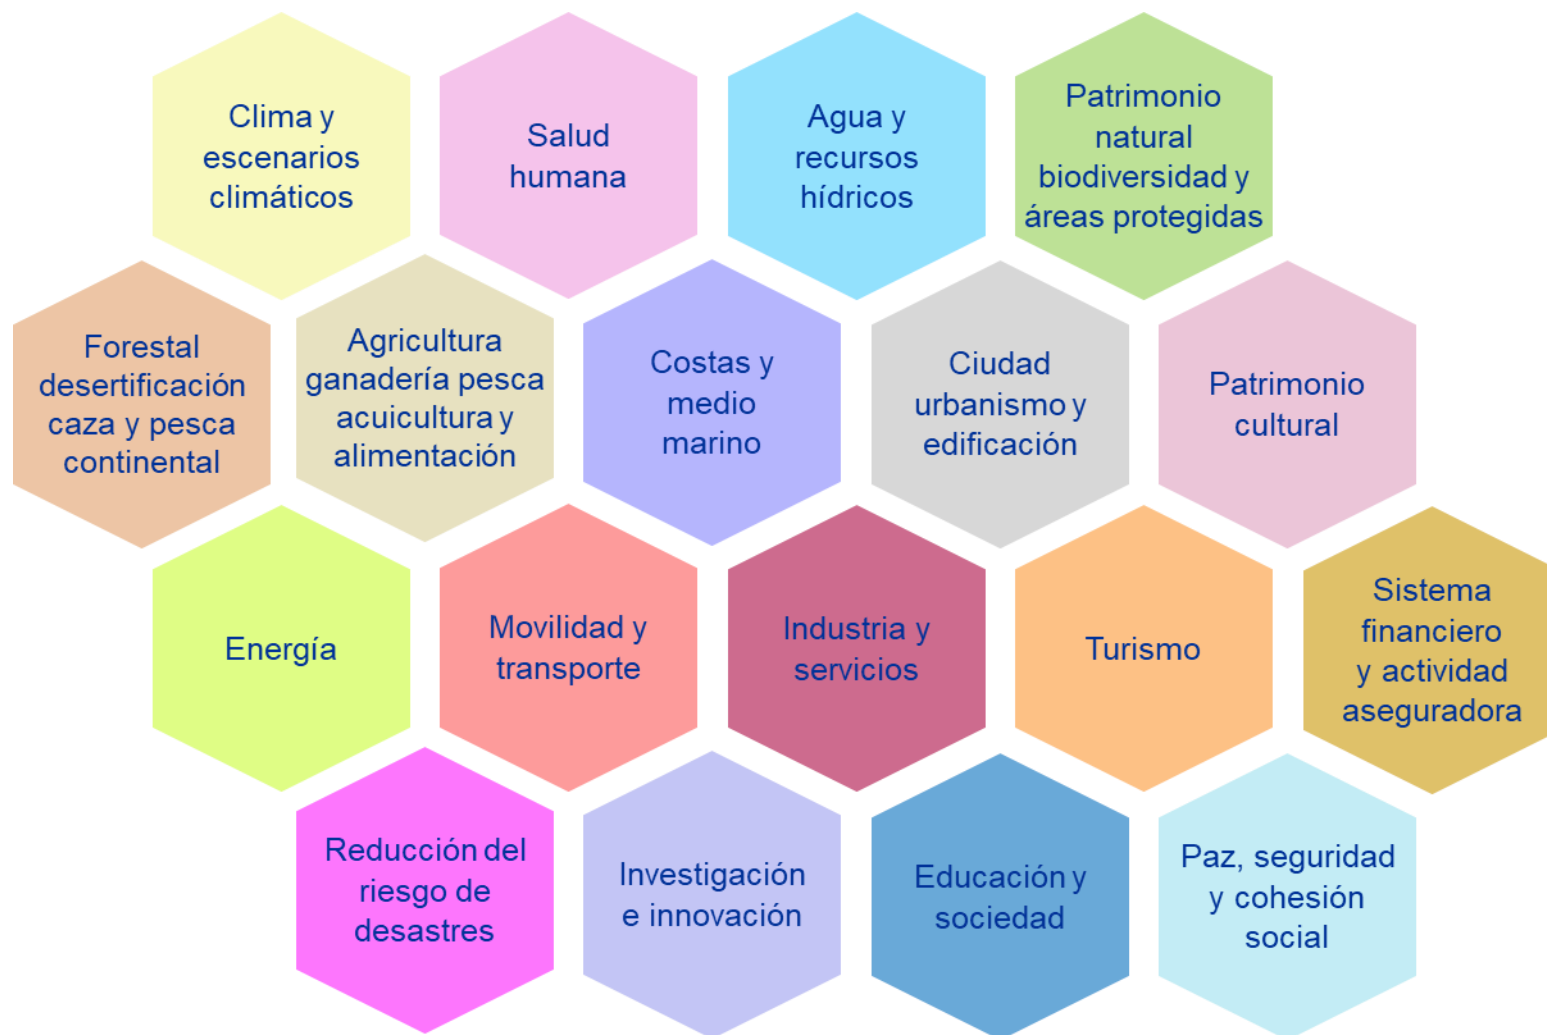 Clima y
escenarios
climáticos
Salud
humana
Agua y
recursos
hídricos
Patrimonio
natural
biodiversidad y
áreas protegidas
Forestal
desertificación
caza y pesca
continental
Agricultura
ganadería pesca
acuicultura y
alimentación
Costas y
medio
marino
Ciudad
urbanismo y
edificación
Patrimonio
cultural
Energía
Movilidad y
transporte
Industria y
servicios
Turismo
Sistema
financiero
y actividad
aseguradora
Reducción del
riesgo de
desastres
Investigación
e innovación
Educación y
sociedad
Paz, seguridad
y cohesión
social